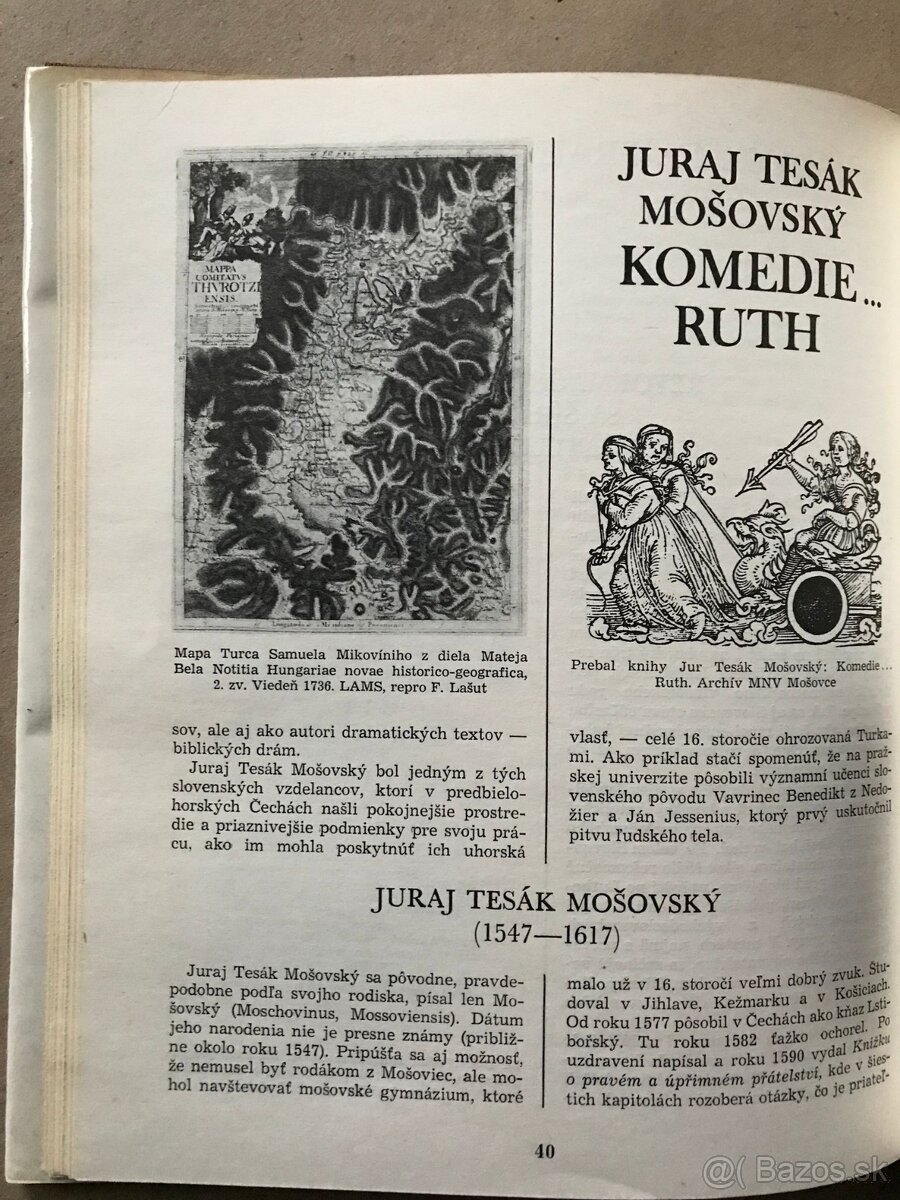 MAPPA
COMITATVS
THVROTZI
ENSIS.
Mapa Turca Samuela Mikovíniho z diela Mateja
Bela Notitia Hungariae novae historico-geografica,
2. zv. Viedeň 1736. LAMS, repro F. Lašut
sov, ale aj ako autori dramatických textov —
biblických drám.
Juraj Tesák Mošovský bol jedným z tých
slovenských vzdelancov, ktorí v predbielo-
horských Čechách našli pokojnejšie prostre-
die a priaznivejšie podmienky pre svoju prá-
cu, ako im mohla poskytnúť ich uhorská
JURAJ TESÁK
MOŠOVSKÝ
KOMEDIE...
RUTH
Prebal knihy Jur Tesák Mošovský: Komedie...
Ruth. Archív MNV Mošovce
vlasť, — celé 16. storočie ohrozovaná Turka-
mi. Ako príklad stačí spomenúť, že na praž-
skej univerzite pôsobili významní učenci slo-
venského pôvodu Vavrinec Benedikt z Nedo-
žier a Ján Jessenius, ktorý prvý uskutočnil
pitvu ľudského tela.
JURAJ TESÁK MOŠOVSKÝ
(1547—1617)
Juraj Tesák Mošovský sa pôvodne, pravde-
podobne podľa svojho rodiska, písal len Mo-
šovský (Moschovinus, Mossoviensis). Dátum
jeho narodenia nie je presne známy (približ-
ne okolo roku 1547). Pripúšťa sa aj možnosť,
že nemusel byť rodákom z Mošoviec, ale mo-
hol navštevovať mošovské gymnázium, ktoré
malo už v 16. storočí veľmi dobrý zvuk. Štu-
doval v Jihlave, Kežmarku a v Košiciach.
Od roku 1577 pôsobil v Čechách ako kňaz Lsti-
bořský. Tu roku 1582 ťažko ochorel. Po
uzdravení napísal a roku 1590 vydal Knížku
o pravém a úpřimném přátelství, kde v šies-
tich kapitolách rozoberá otázky, čo je priateľ-
40
@( Bazos.sk